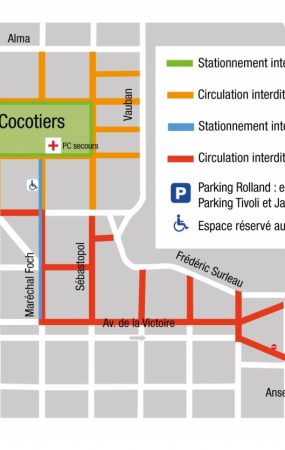 Alma
Stationnement inte
Circulation interdit
Vauban
Cocotiers
PC secours
Stationnement inte
Circulation interdit
P
Parking Rolland : e
Parking Tivoli et Ja
Espace réservé au
Maréchal Foch
Sébastopol
Frédéric Surleau
Av. de la Victoire
Anse